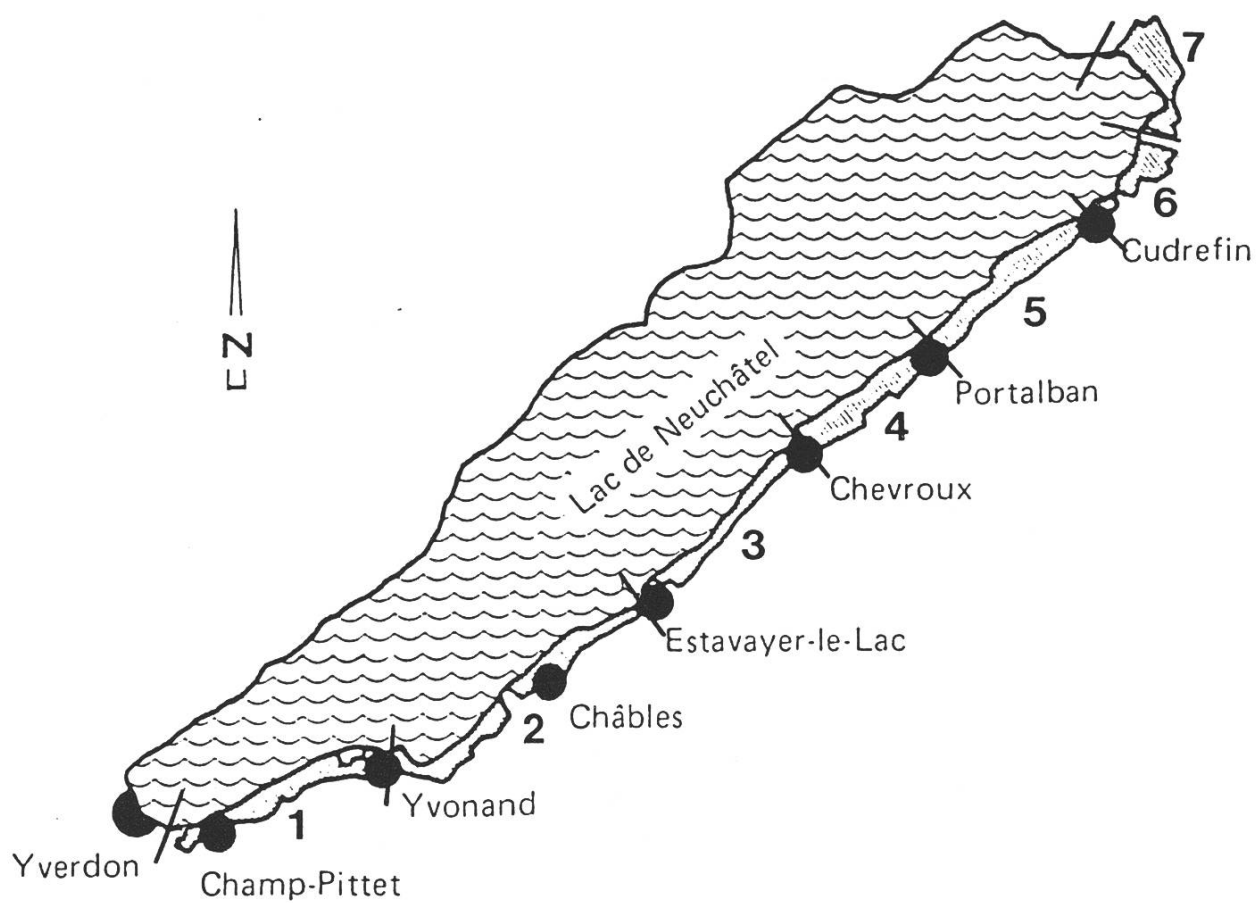 7
6
Cudrefin
5
N
Lac de Neuchâtel
Portalban
4
Chevroux
3
Estavayer-le-Lac
2
Châbles
Yvonand
1
Yverdon
Champ-Pittet